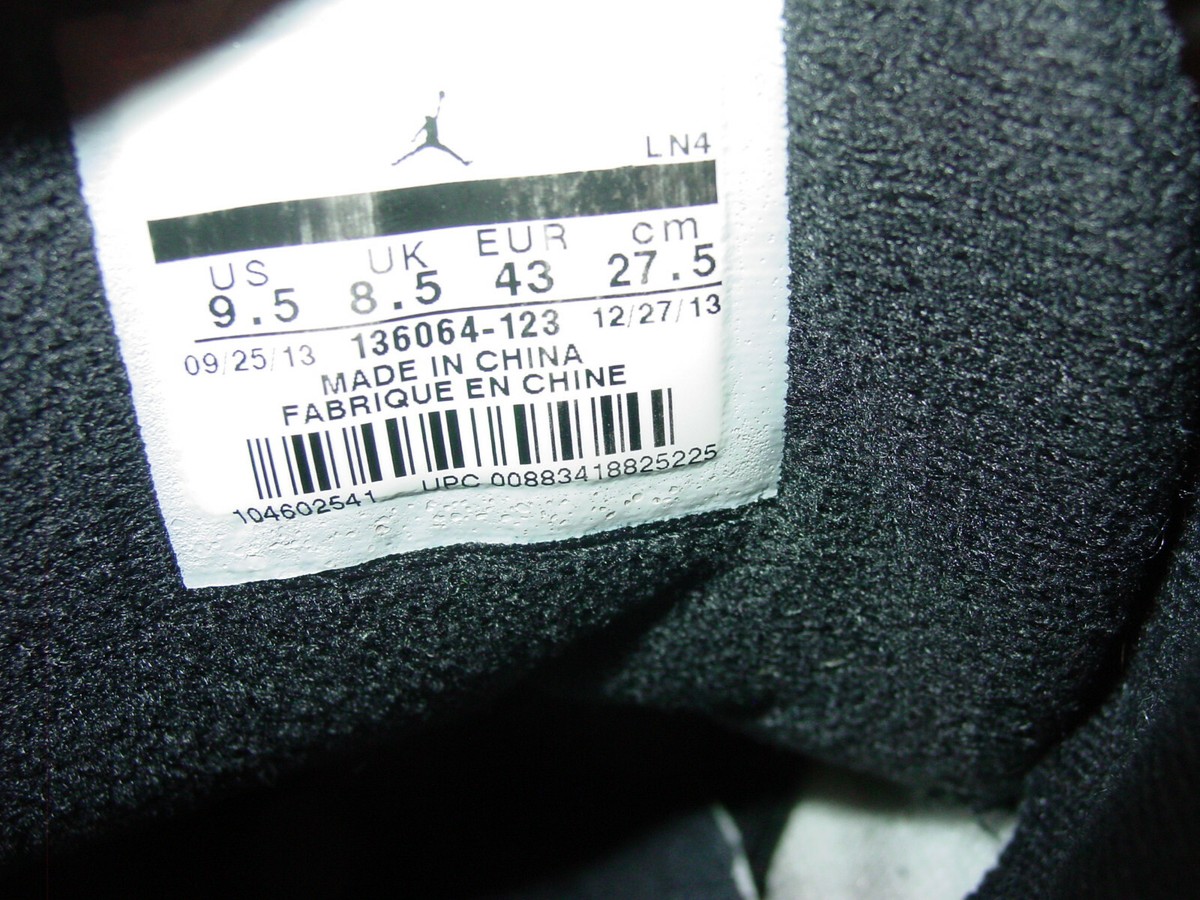 LN4
US UK EUR cm
9.5 8.5 43 27.5
09/25/13 136064-123 12/27/13
MADE IN CHINA
FABRIQUE EN CHINE
104602541 UPC 00883418825225